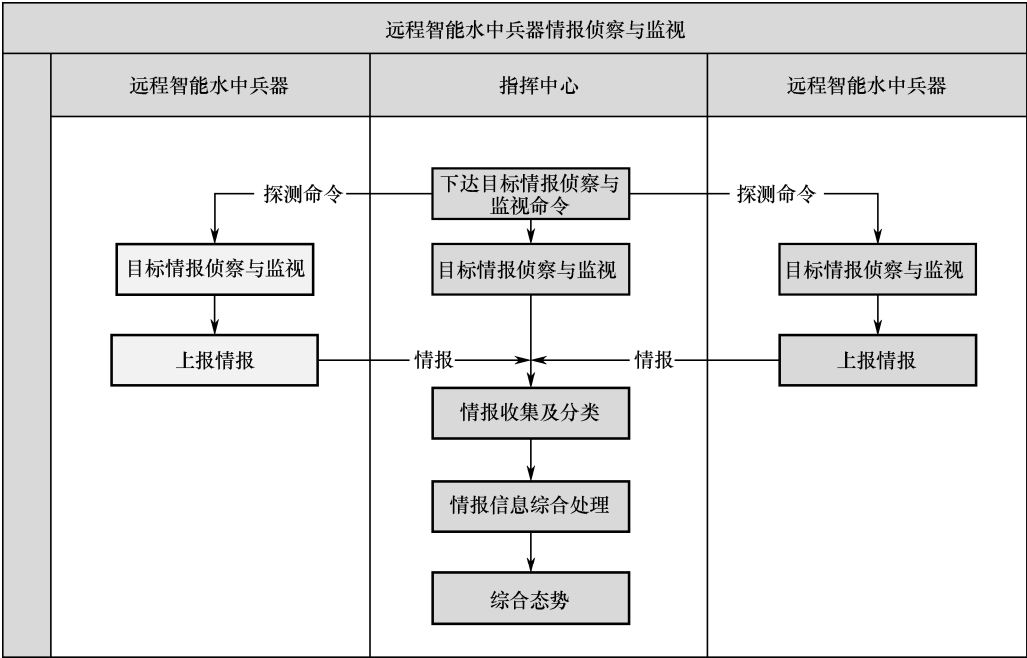 远程智能水中兵器情报侦察与监视
远程智能水中兵器
指挥中心
远程智能水中兵器
探测命令
下达目标情报侦察与
监视命令
探测命令
目标情报侦察与监视
目标情报侦察与监视
目标情报侦察与监视
上报情报
情报
情报
上报情报
情报收集及分类
情报信息综合处理
综合态势